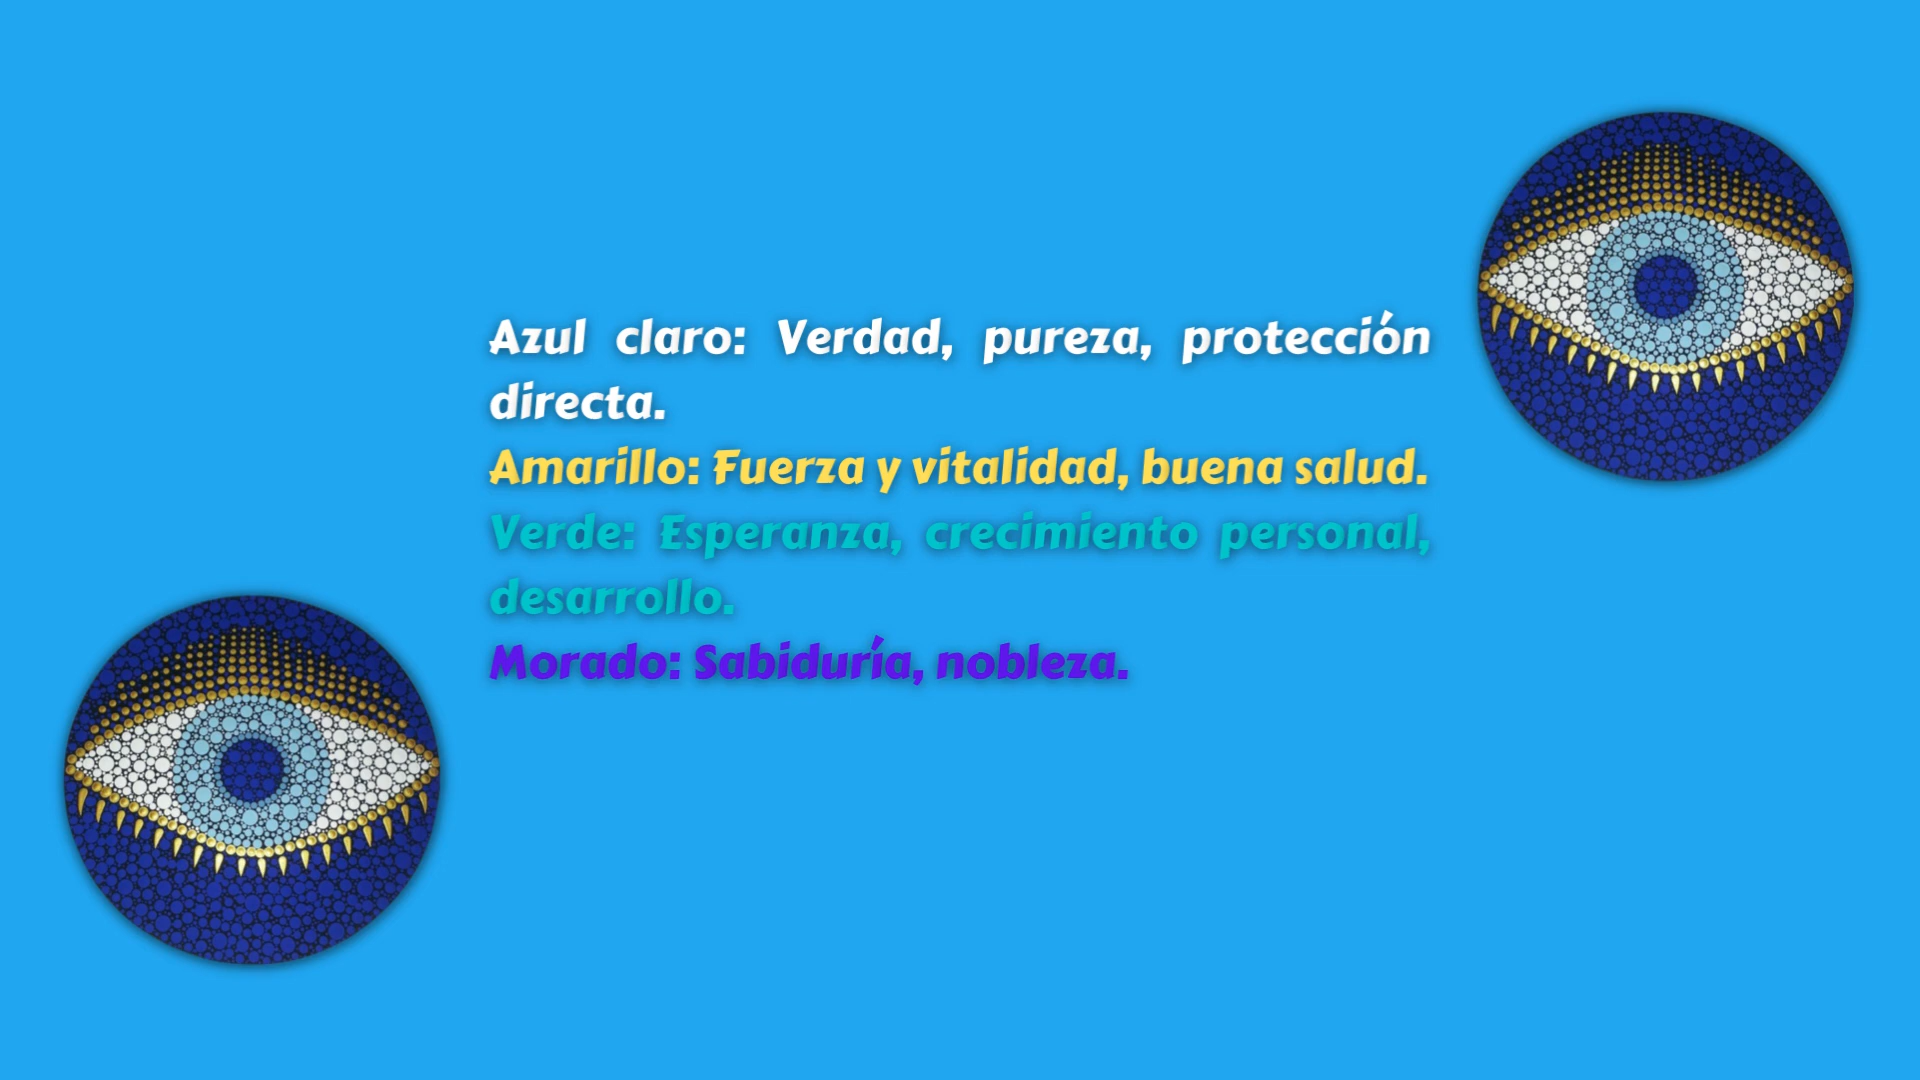 Azul claro: Verdad, pureza, protección
directa.
Amarillo: Fuerza y vitalidad, buena salud.
Verde: Esperanza, crecimiento personal,
desarrollo.
Morado: Sabiduría, nobleza.